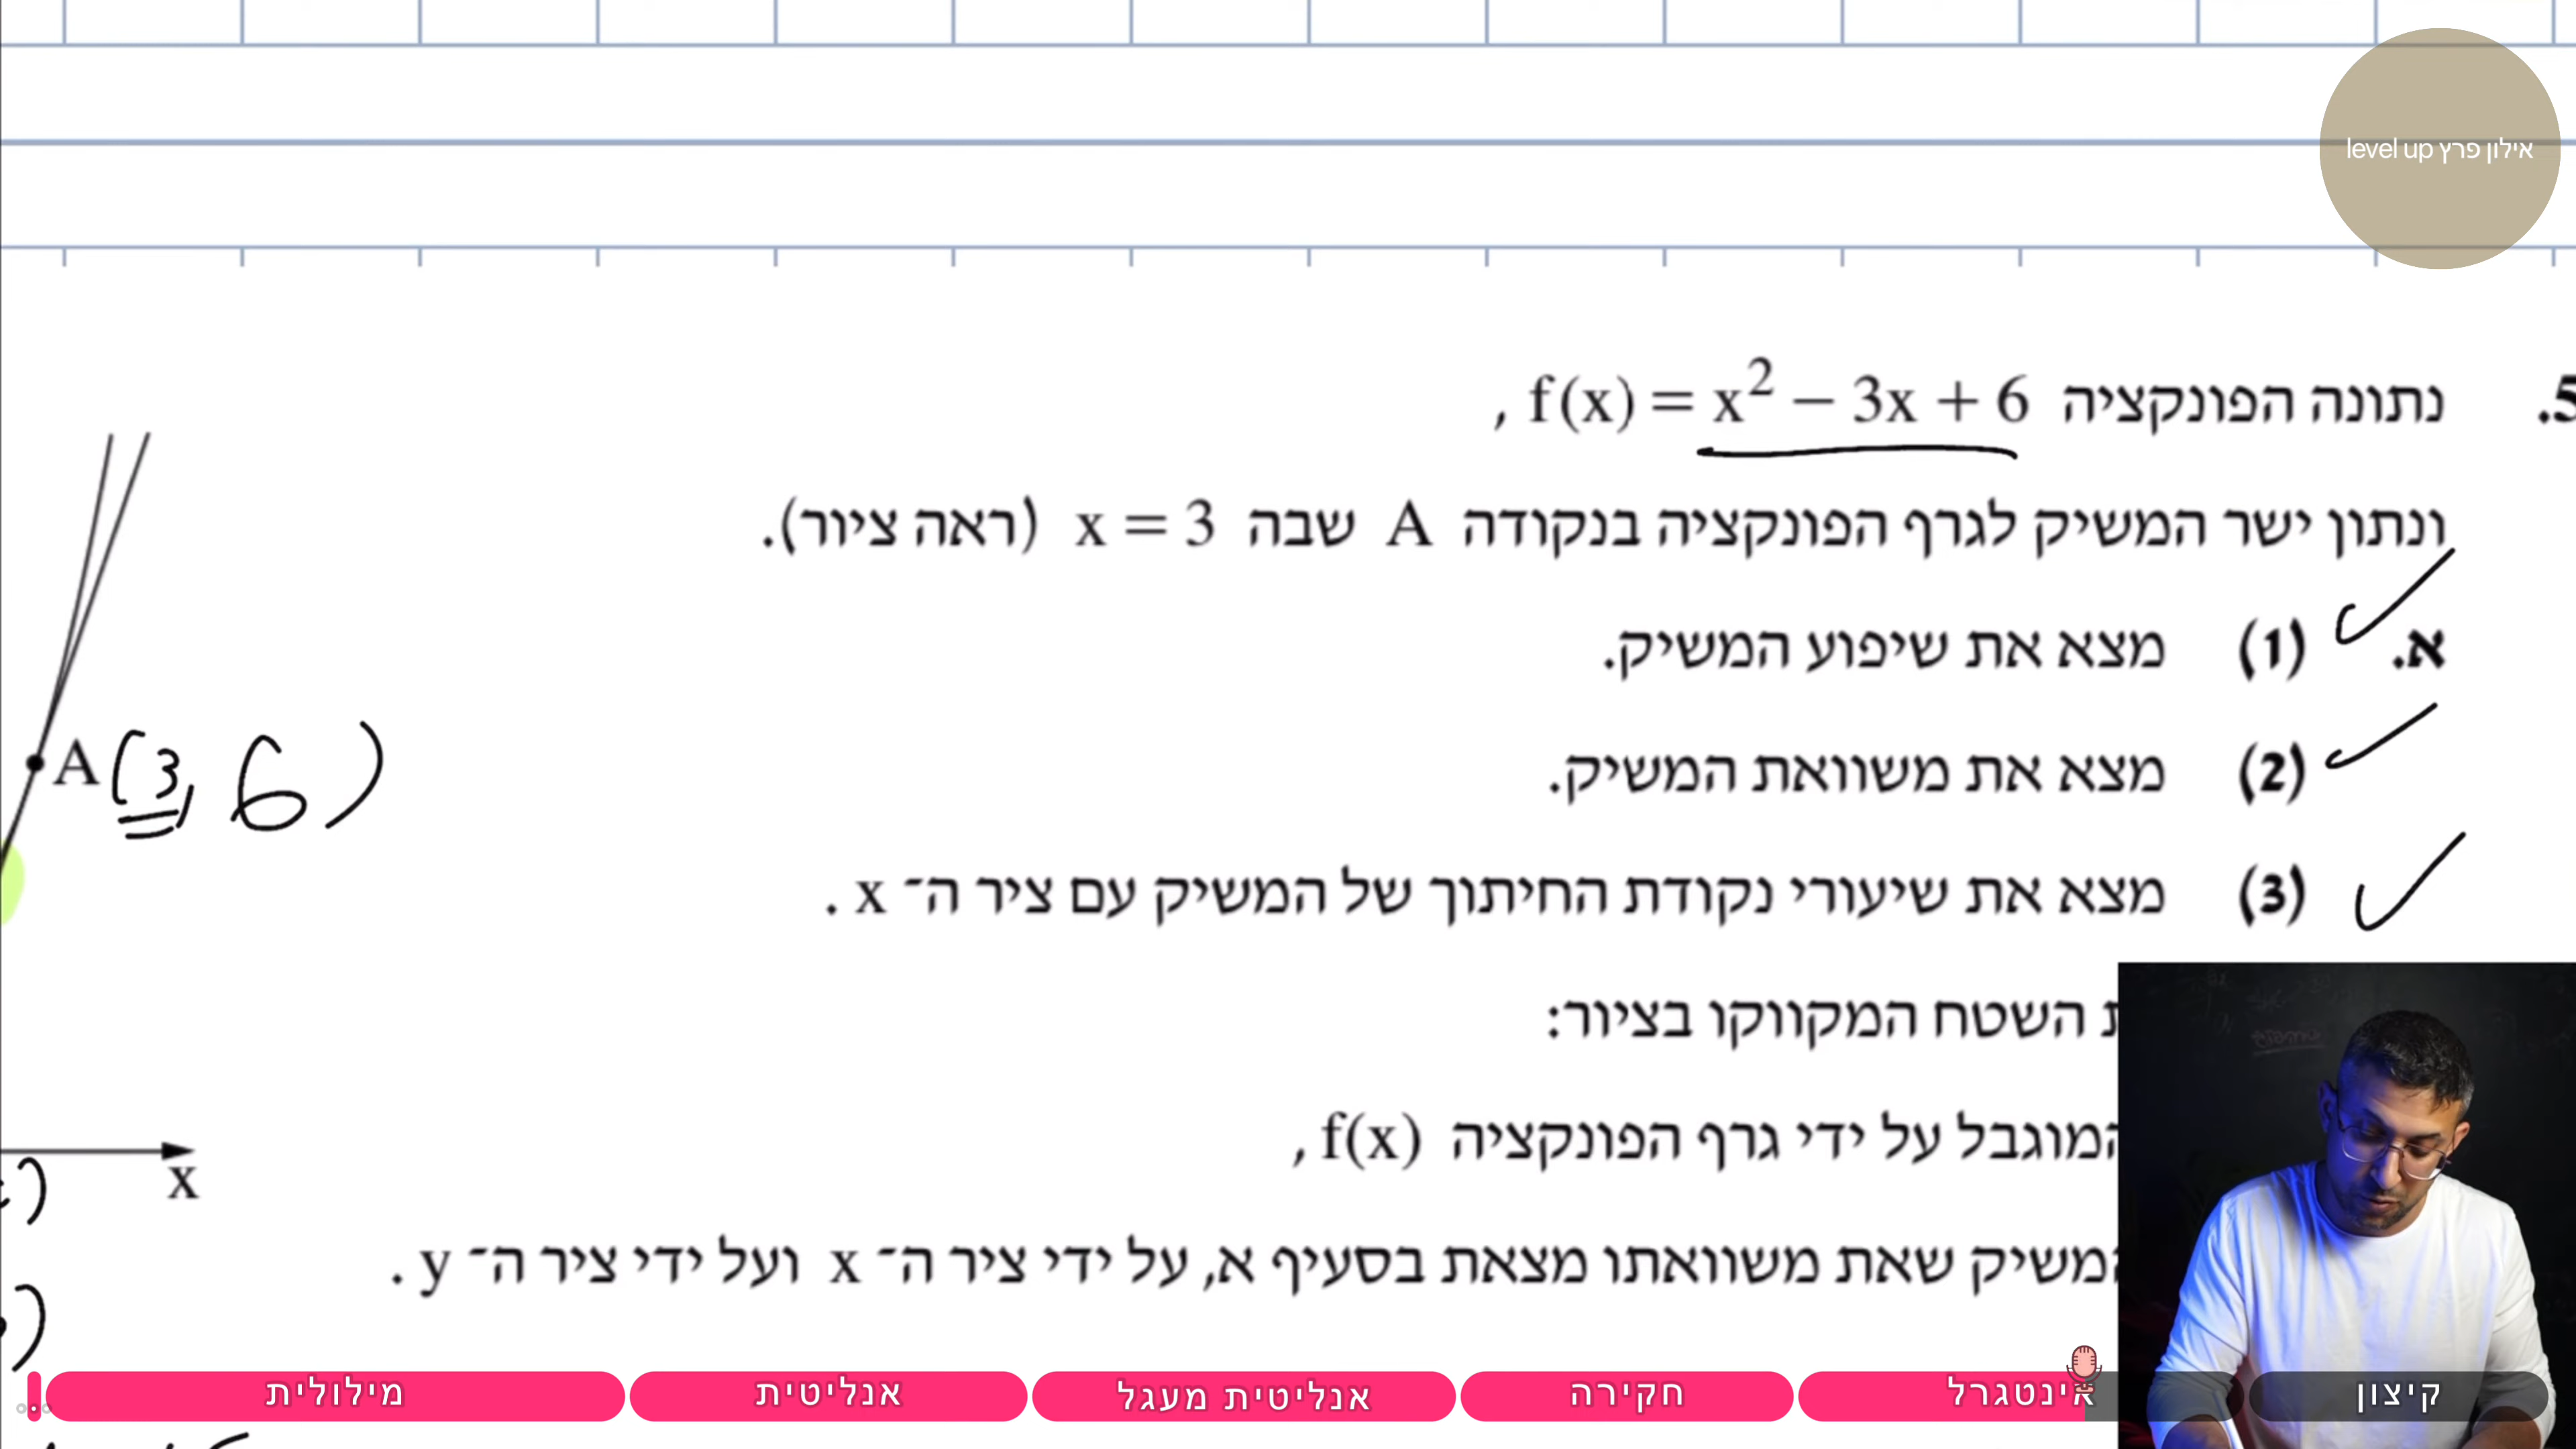 אילון פרץ level up
5. נתונה הפונקציה f(x) = x² − 3x + 6 ,
ונתון ישר המשיק לגרף הפונקציה בנקודה A שבה x = 3 (ראה ציור).
א. (1) מצא את שיפוע המשיק.
(2) מצא את משוואת המשיק.
A(3, 6)
(3) מצא את שיעורי נקודת החיתוך של המשיק עם ציר ה־ x .
השטח המקווקו בציור:
המוגבל על ידי גרף הפונקציה f(x) ,
x
המשיק שאת משוואתו מצאת בסעיף א, על ידי ציר ה־ x ועל ידי ציר ה־ y .
קיצון
אינטגרל
חקירה
אנליטית מעגל
אנליטית
מילולית